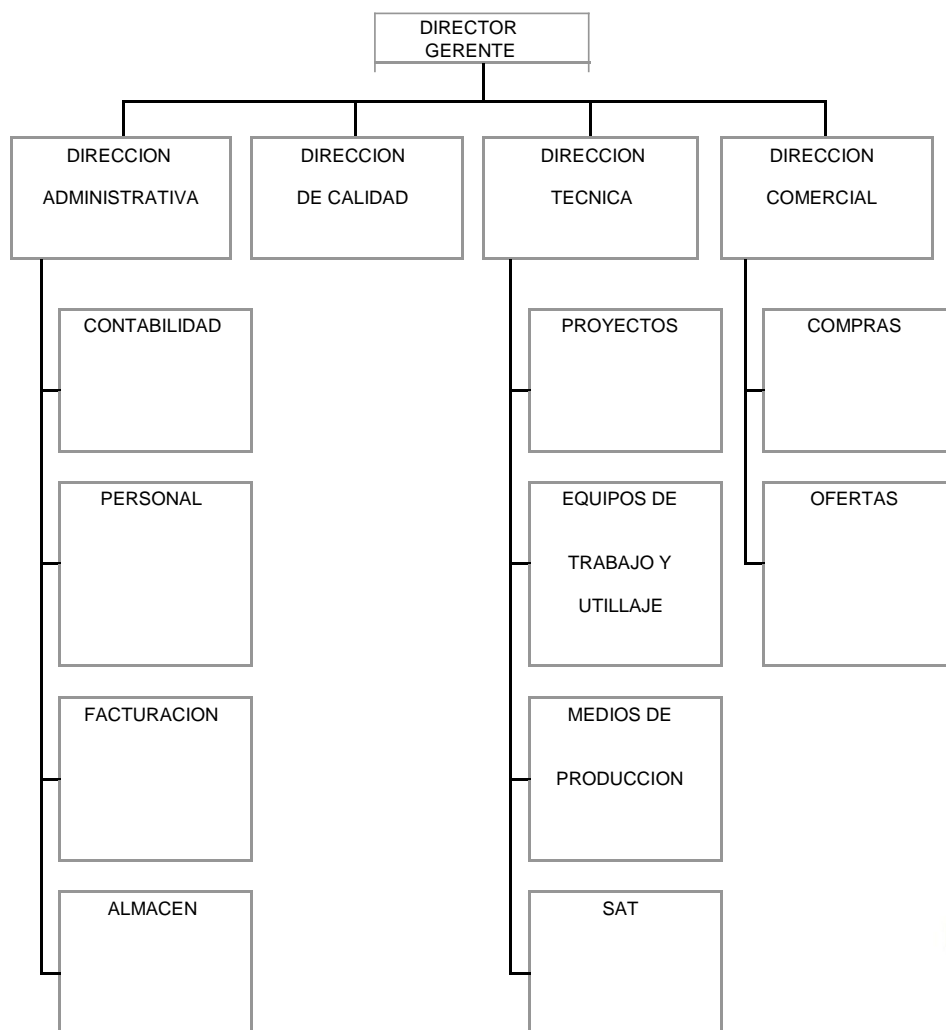 DIRECTOR
GERENTE
DIRECCION
ADMINISTRATIVA
DIRECCION
DE CALIDAD
DIRECCION
TECNICA
DIRECCION
COMERCIAL
CONTABILIDAD
PERSONAL
FACTURACION
ALMACEN
PROYECTOS
EQUIPOS DE
TRABAJO Y
UTILLAJE
MEDIOS DE
PRODUCCION
SAT
COMPRAS
OFERTAS